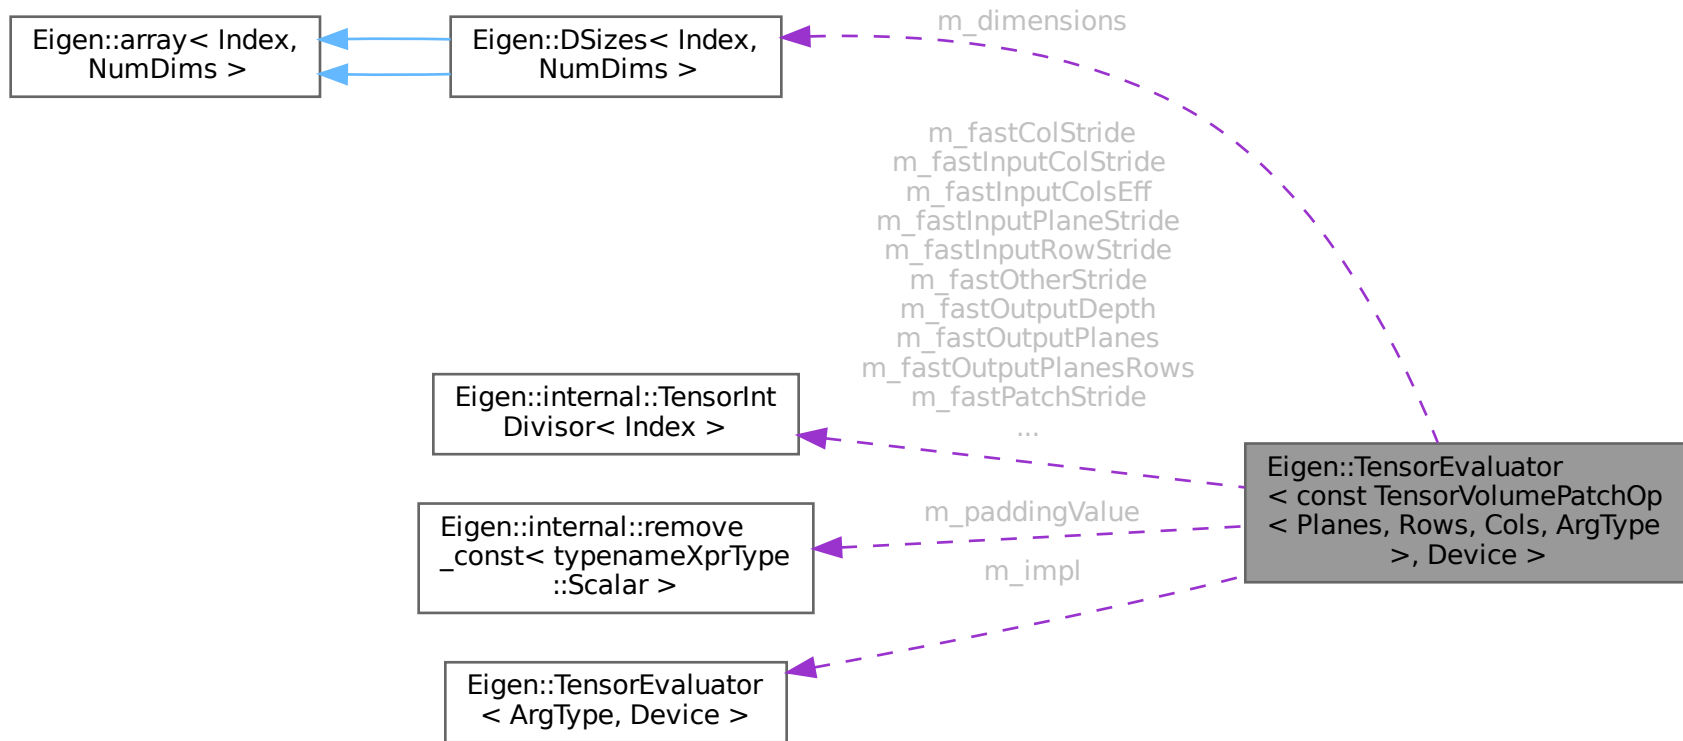 Eigen::array< Index,
NumDims >
Eigen::DSizes< Index,
NumDims >
m_dimensions
m_fastColStride
m_fastInputColStride
m_fastInputColsEff
m_fastInputPlaneStride
m_fastInputRowStride
m_fastOtherStride
m_fastOutputDepth
m_fastOutputPlanes
m_fastOutputPlanesRows
m_fastPatchStride
...
Eigen::internal::TensorInt
Divisor< Index >
Eigen::internal::remove
_const< typenameXprType
::Scalar >
m_paddingValue
m_impl
Eigen::TensorEvaluator
< ArgType, Device >
Eigen::TensorEvaluator
< const TensorVolumePatchOp
< Planes, Rows, Cols, ArgType
>, Device >